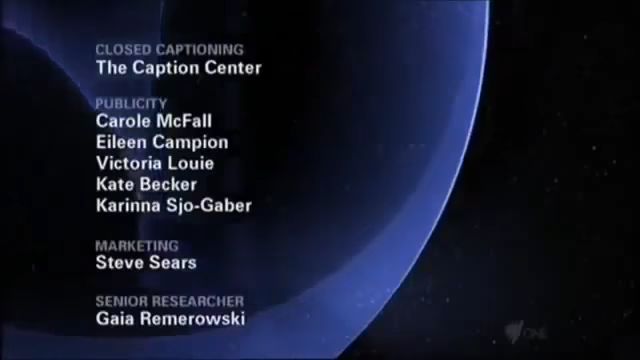 CLOSED CAPTIONING
The Caption Center
PUBLICITY
Carole McFall
Eileen Campion
Victoria Louie
Kate Becker
Karinna Sjo-Gaber
MARKETING
Steve Sears
SENIOR RESEARCHER
Gaia Remerowski
ONE